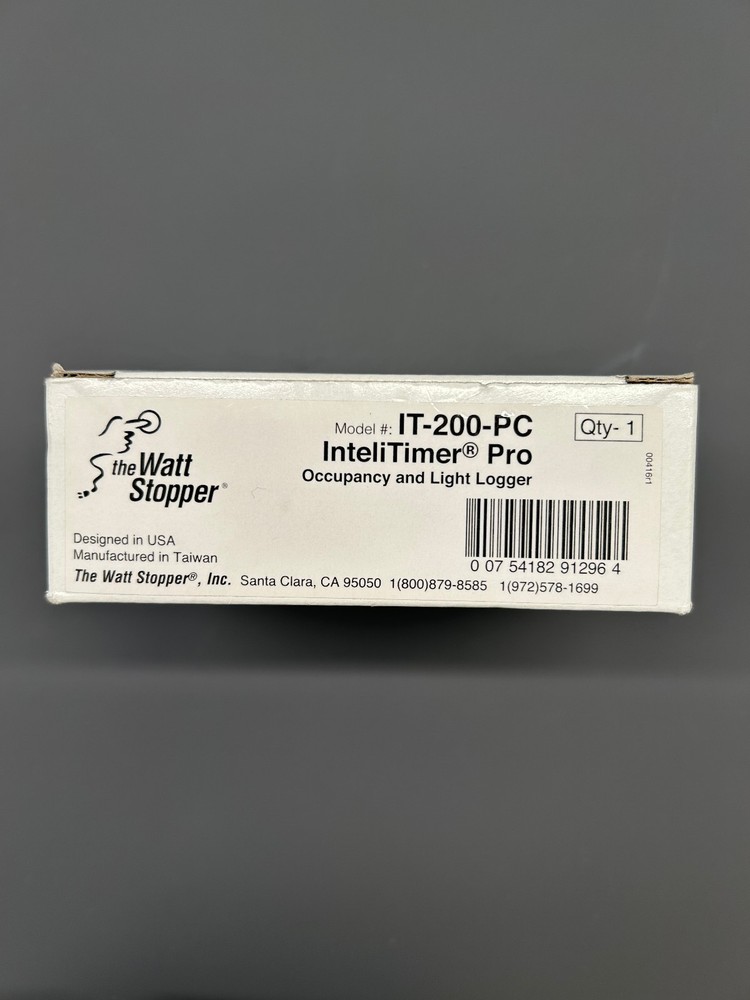 the Watt
Stopper®
Model #: IT-200-PC
InteliTimer® Pro
Occupancy and Light Logger
Qty- 1
00416r1
0 07 54182 91296 4
Designed in USA
Manufactured in Taiwan
The Watt Stopper®, Inc. Santa Clara, CA 95050 1(800)879-8585 1(972)578-1699